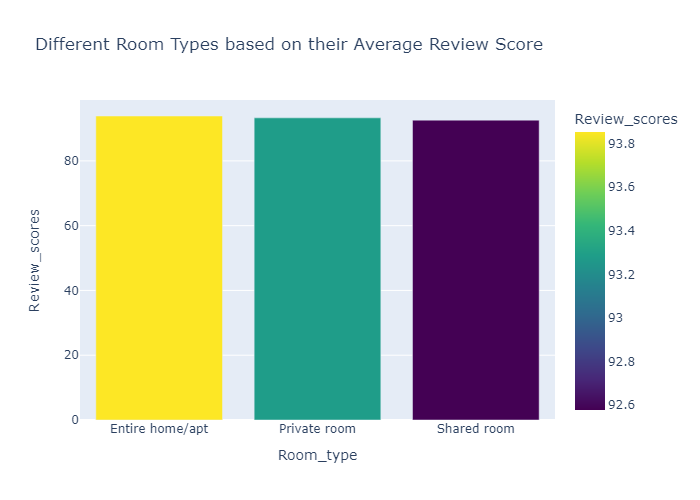 Different Room Types based on their Average Review Score
Review_scores
80
60
40
20
0
Review_scores
Entire home/apt
Private room
Shared room
Room_type
93.8
93.6
93.4
93.2
93
92.8
92.6